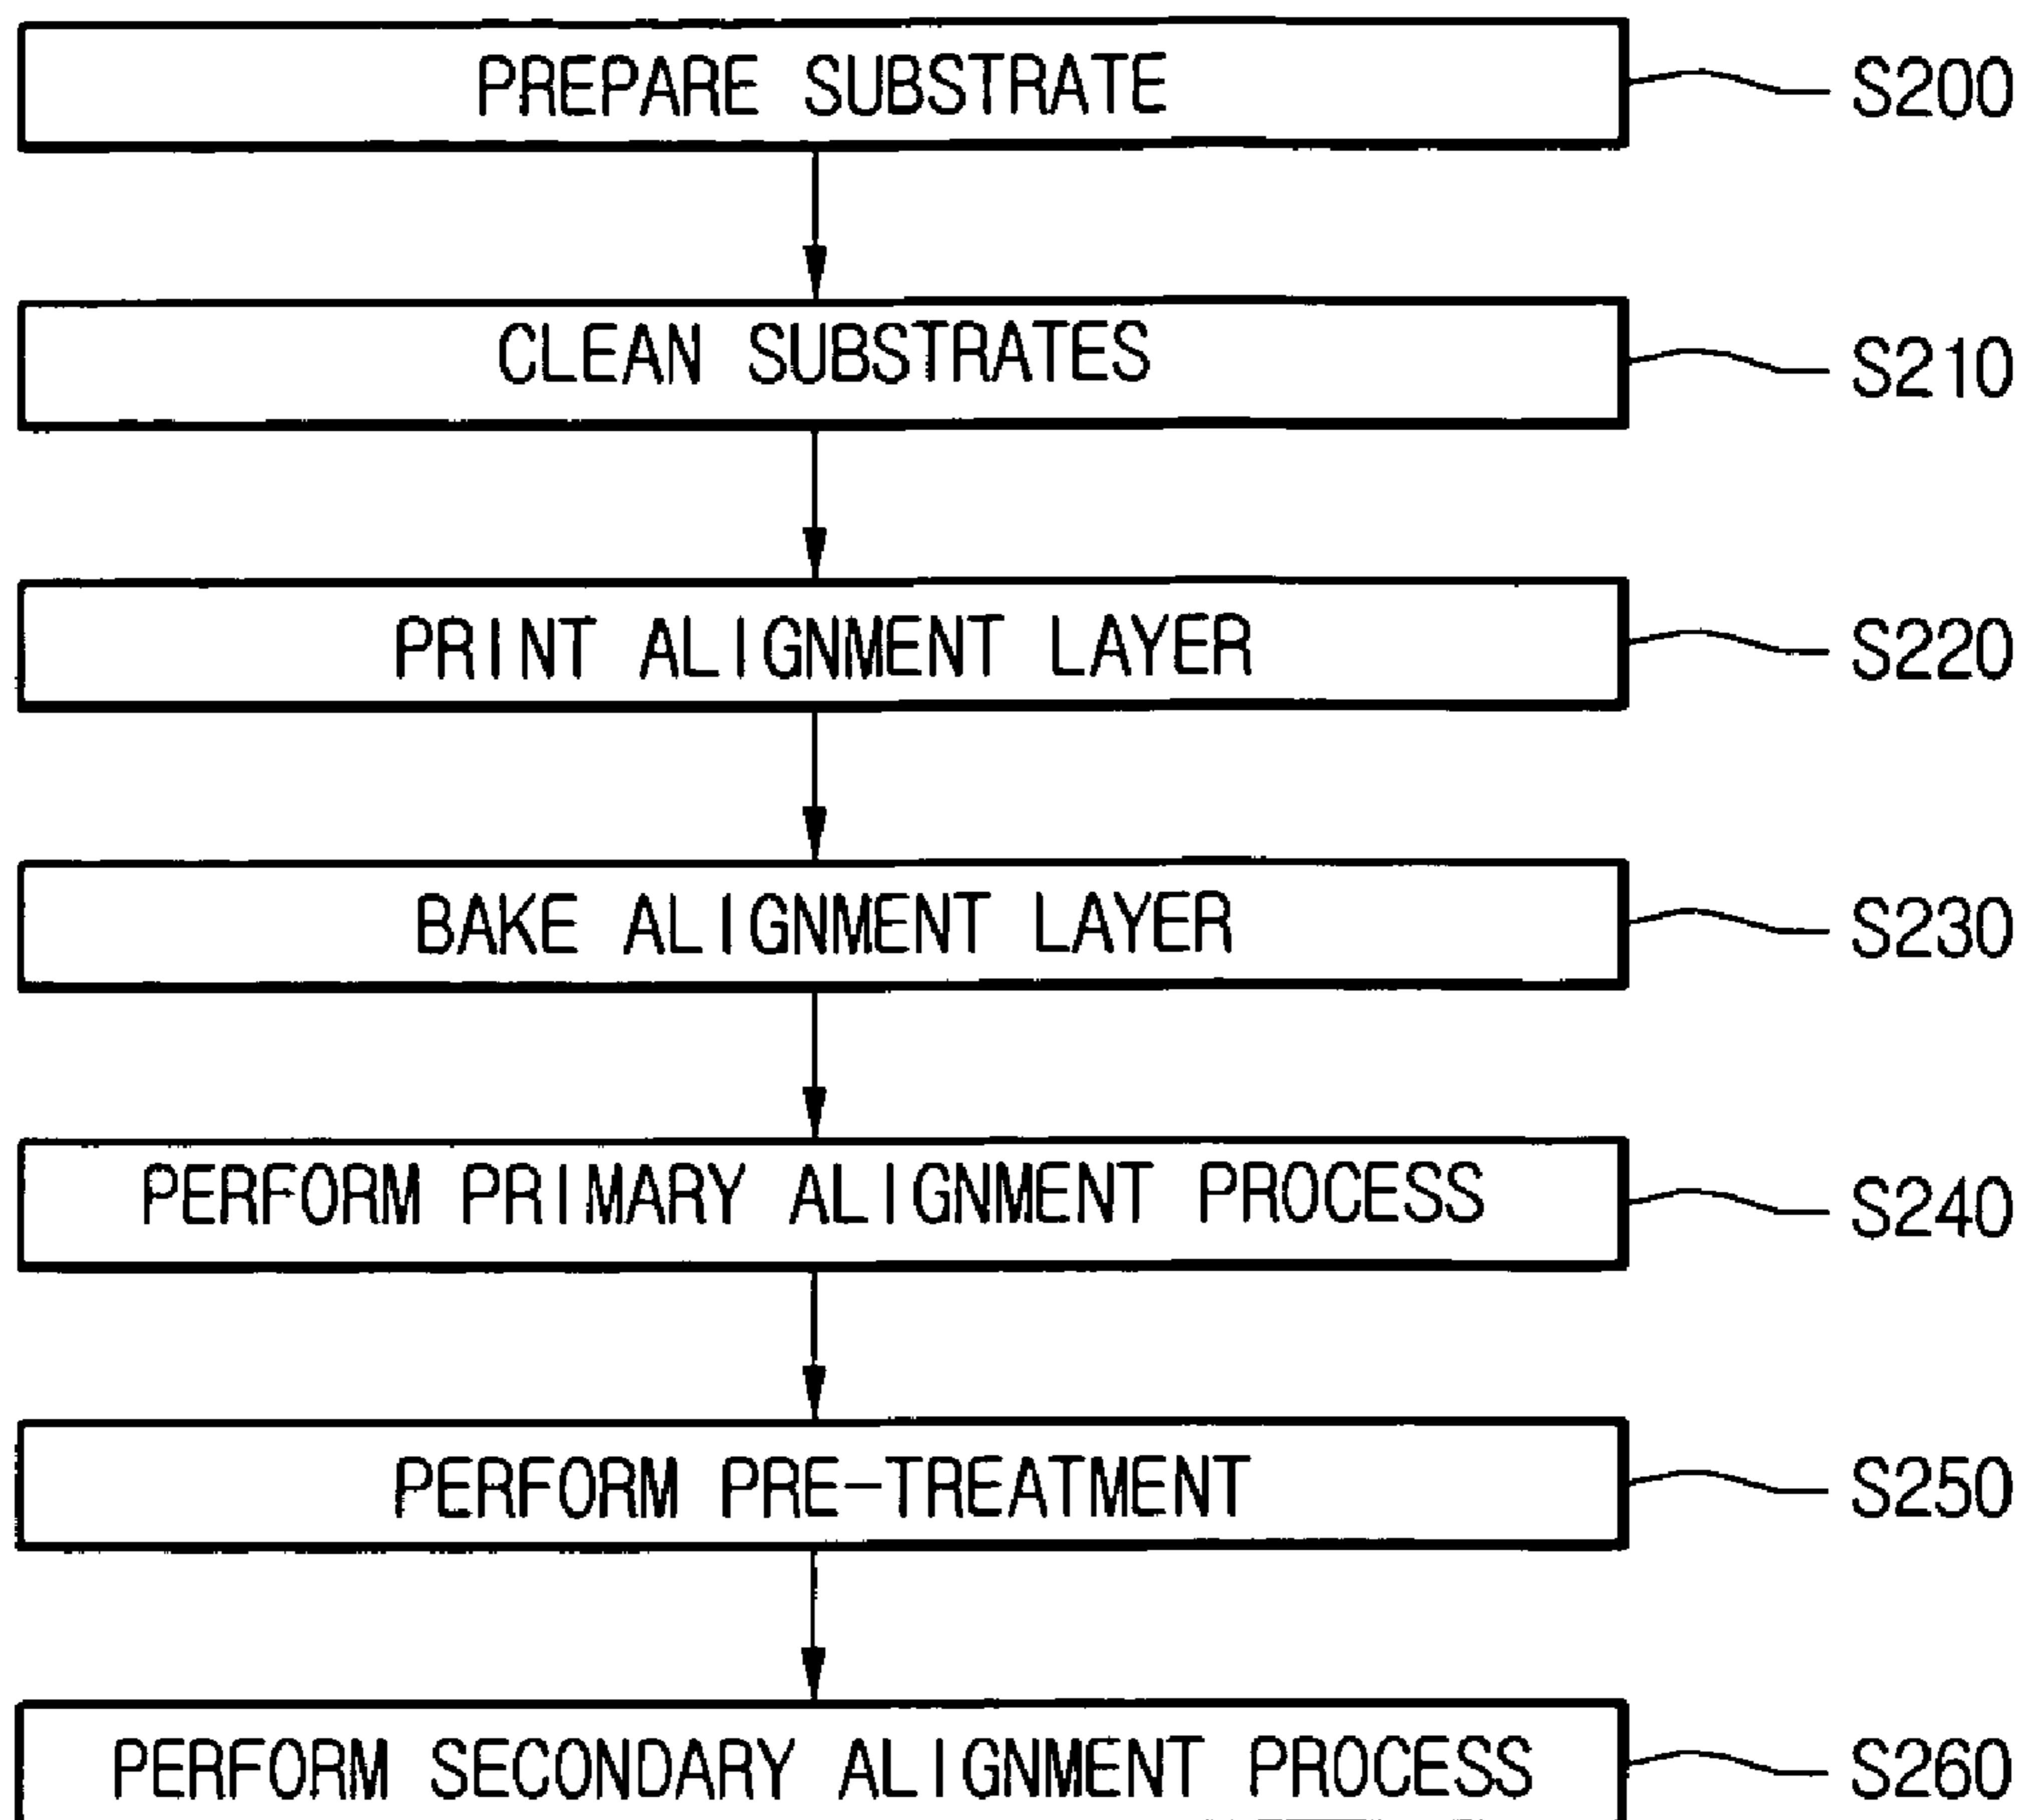 PREPARE SUBSTRATE S200
CLEAN SUBSTRATES S210
PRINT ALIGNMENT LAYER S220
BAKE ALIGNMENT LAYER S230
PERFORM PRIMARY ALIGNMENT PROCESS S240
PERFORM PRE-TREATMENT S250
PERFORM SECONDARY ALIGNMENT PROCESS S260